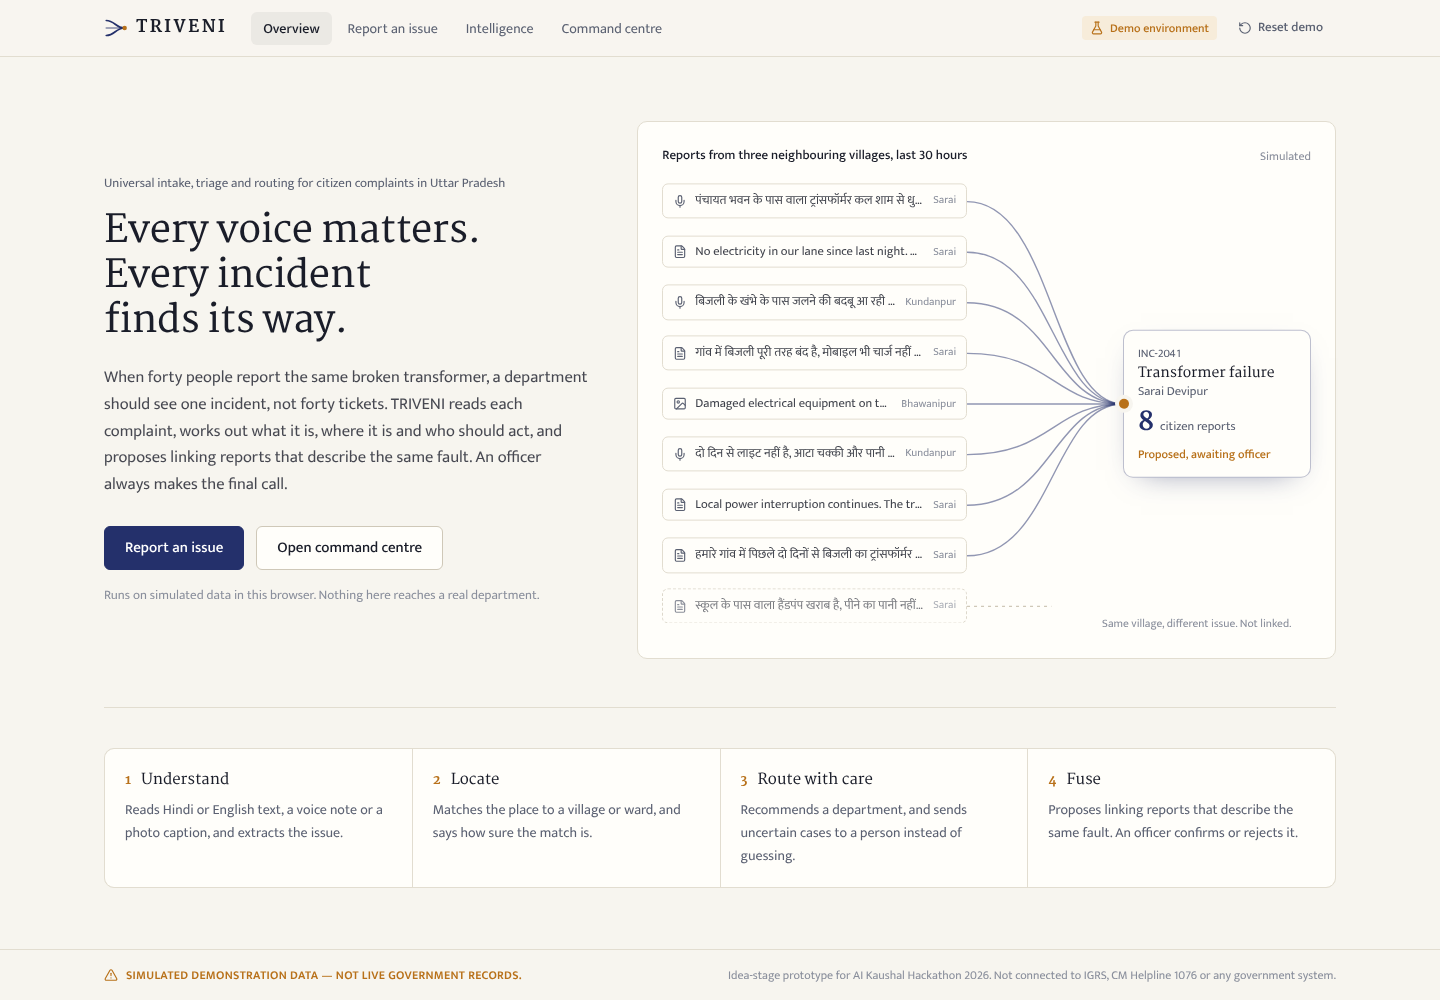 TRIVENI
Overview
Report an issue
Intelligence
Command centre
Demo environment
Reset demo
Universal intake, triage and routing for citizen complaints in Uttar Pradesh
Every voice matters.
Every incident
finds its way.
When forty people report the same broken transformer, a department
should see one incident, not forty tickets. TRIVENI reads each
complaint, works out what it is, where it is and who should act, and
proposes linking reports that describe the same fault. An officer
always makes the final call.
Report an issue
Open command centre
Runs on simulated data in this browser. Nothing here reaches a real department.
Reports from three neighbouring villages, last 30 hours
Simulated
पंचायत भवन के पास वाला ट्रांसफॉर्मर कल शाम से धु... Sarai
No electricity in our lane since last night. ... Sarai
बिजली के खंभे के पास जलने की बदबू आ रही ... Kundanpur
गांव में बिजली पूरी तरह बंद है, मोबाइल भी चार्ज नहीं ... Sarai
Damaged electrical equipment on t... Bhawanipur
दो दिन से लाइट नहीं है, आटा चक्की और पानी ... Kundanpur
Local power interruption continues. The tr... Sarai
हमारे गांव में पिछले दो दिनों से बिजली का ट्रांसफॉर्मर ... Sarai
स्कूल के पास वाला हैंडपंप खराब है, पीने का पानी नहीं... Sarai
INC-2041
Transformer failure
Sarai Devipur
8 citizen reports
Proposed, awaiting officer
Same village, different issue. Not linked.
1 Understand
Reads Hindi or English text, a voice note or a
photo caption, and extracts the issue.
2 Locate
Matches the place to a village or ward, and
says how sure the match is.
3 Route with care
Recommends a department, and sends
uncertain cases to a person instead of
guessing.
4 Fuse
Proposes linking reports that describe the
same fault. An officer confirms or rejects it.
SIMULATED DEMONSTRATION DATA — NOT LIVE GOVERNMENT RECORDS.
Idea-stage prototype for AI Kaushal Hackathon 2026. Not connected to IGRS, CM Helpline 1076 or any government system.